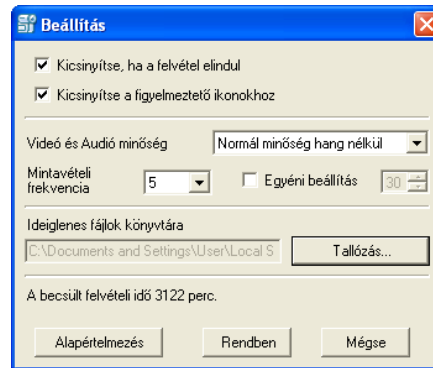 Beállítás
Kicsinyítse, ha a felvétel elindul
Kicsinyítse a figyelmeztető ikonokhoz
Videó és Audió minőség Normál minőség hang nélkül
Mintavételi frekvencia 5 Egyéni beállítás 30
Ideiglenes fájlok könyvtára
C:\Documents and Settings\User\Local S Tallózás...
A becsült felvételi idő 3122 perc.
Alapértelmezés Rendben Mégse